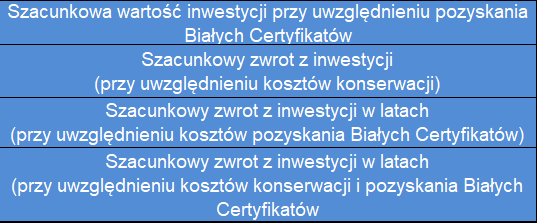 Szacunkowa wartość inwestycji przy uwzględnieniu pozyskania
Białych Certyfikatów
Szacunkowy zwrot z inwestycji
(przy uwzględnieniu kosztów konserwacji)
Szacunkowy zwrot z inwestycji w latach
(przy uwzględnieniu kosztów pozyskania Białych Certyfikatów)
Szacunkowy zwrot z inwestycji w latach
(przy uwzględnieniu kosztów konserwacji i pozyskania Białych
Certyfikatów